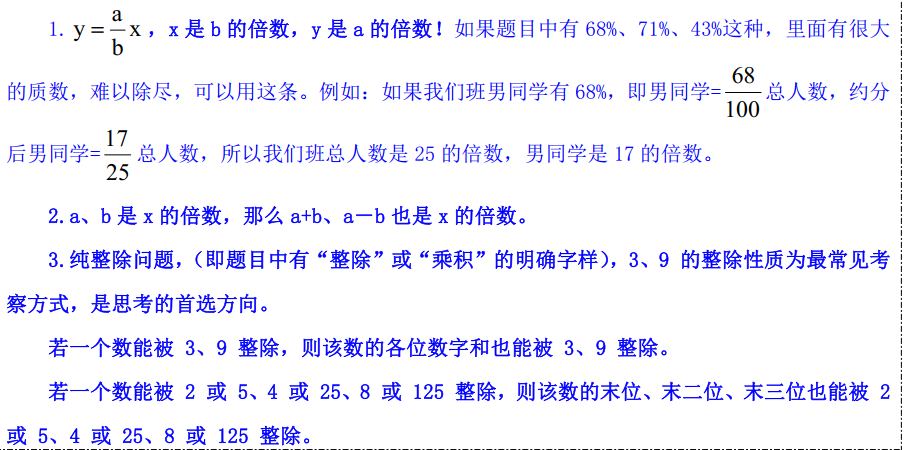 1. y = a/b x，x 是 b 的倍数，y 是 a 的倍数！如果题目中有 68%、71%、43%这种，里面有很大
的质数，难以除尽，可以用这条。例如：如果我们班男同学有 68%，即男同学=68/100 总人数，约分
后男同学=17/25 总人数，所以我们班总人数是 25 的倍数，男同学是 17 的倍数。
2.a、b 是 x 的倍数，那么 a+b、a－b 也是 x 的倍数。
3.纯整除问题，（即题目中有“整除”或“乘积”的明确字样），3、9 的整除性质为最常见考
察方式，是思考的首选方向。
若一个数能被 3、9 整除，则该数的各位数字和也能被 3、9 整除。
若一个数能被 2 或 5、4 或 25、8 或 125 整除，则该数的末位、末二位、末三位也能被 2
或 5、4 或 25、8 或 125 整除。